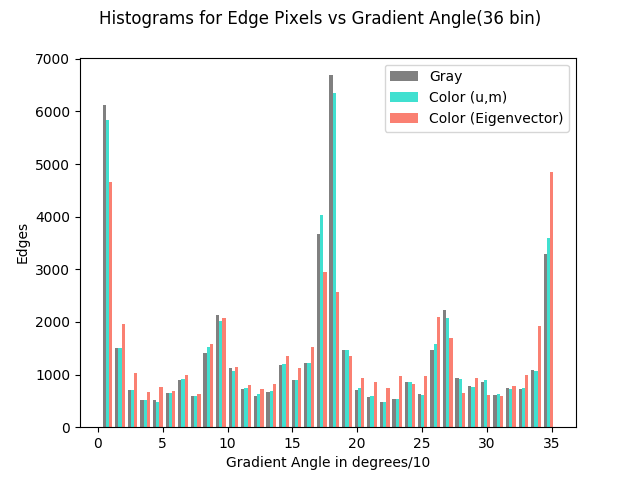 Histograms for Edge Pixels vs Gradient Angle(36 bin)
7000
6000
5000
4000
3000
2000
1000
0
Edges
Gray
Color (u,m)
Color (Eigenvector)
0 5 10 15 20 25 30 35
Gradient Angle in degrees/10